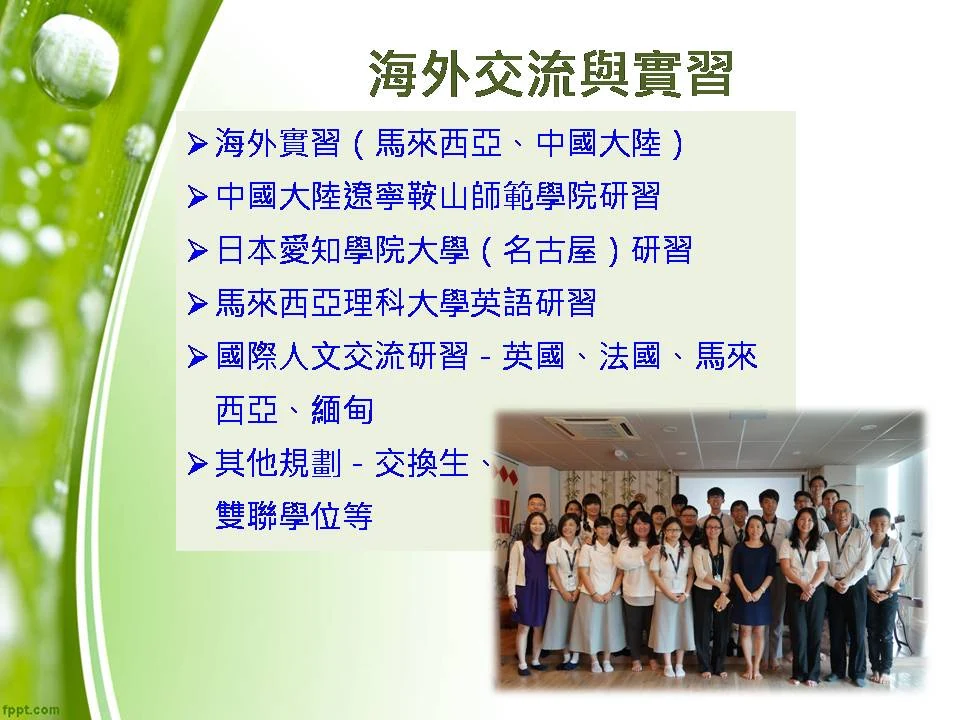 海外交流與實習
➢海外實習（馬來西亞、中國大陸）
➢中國大陸遼寧鞍山師範學院研習
➢日本愛知學院大學（名古屋）研習
➢馬來西亞理科大學英語研習
➢國際人文交流研習－英國、法國、馬來
西亞、緬甸
➢其他規劃－交換生、
雙聯學位等
fppt.com